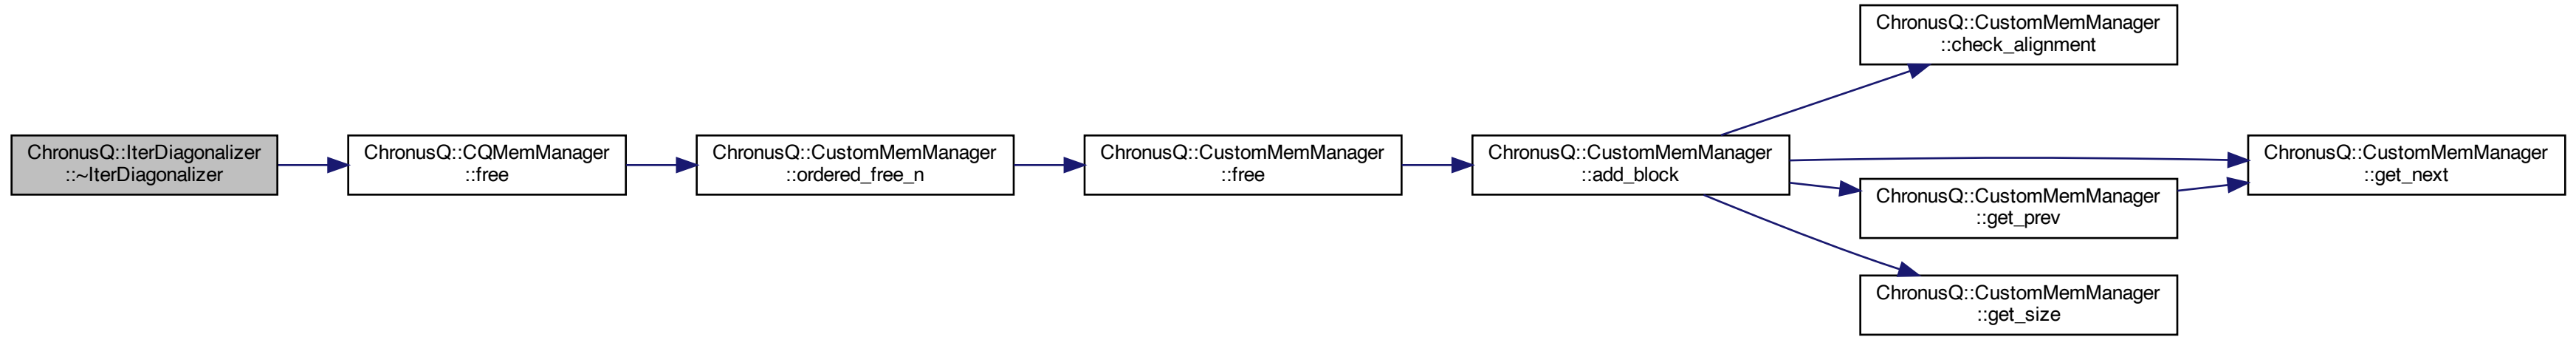 ChronusQ::IterDiagonalizer
::~IterDiagonalizer
ChronusQ::CQMemManager
::free
ChronusQ::CustomMemManager
::ordered_free_n
ChronusQ::CustomMemManager
::free
ChronusQ::CustomMemManager
::add_block
ChronusQ::CustomMemManager
::check_alignment
ChronusQ::CustomMemManager
::get_next
ChronusQ::CustomMemManager
::get_prev
ChronusQ::CustomMemManager
::get_size